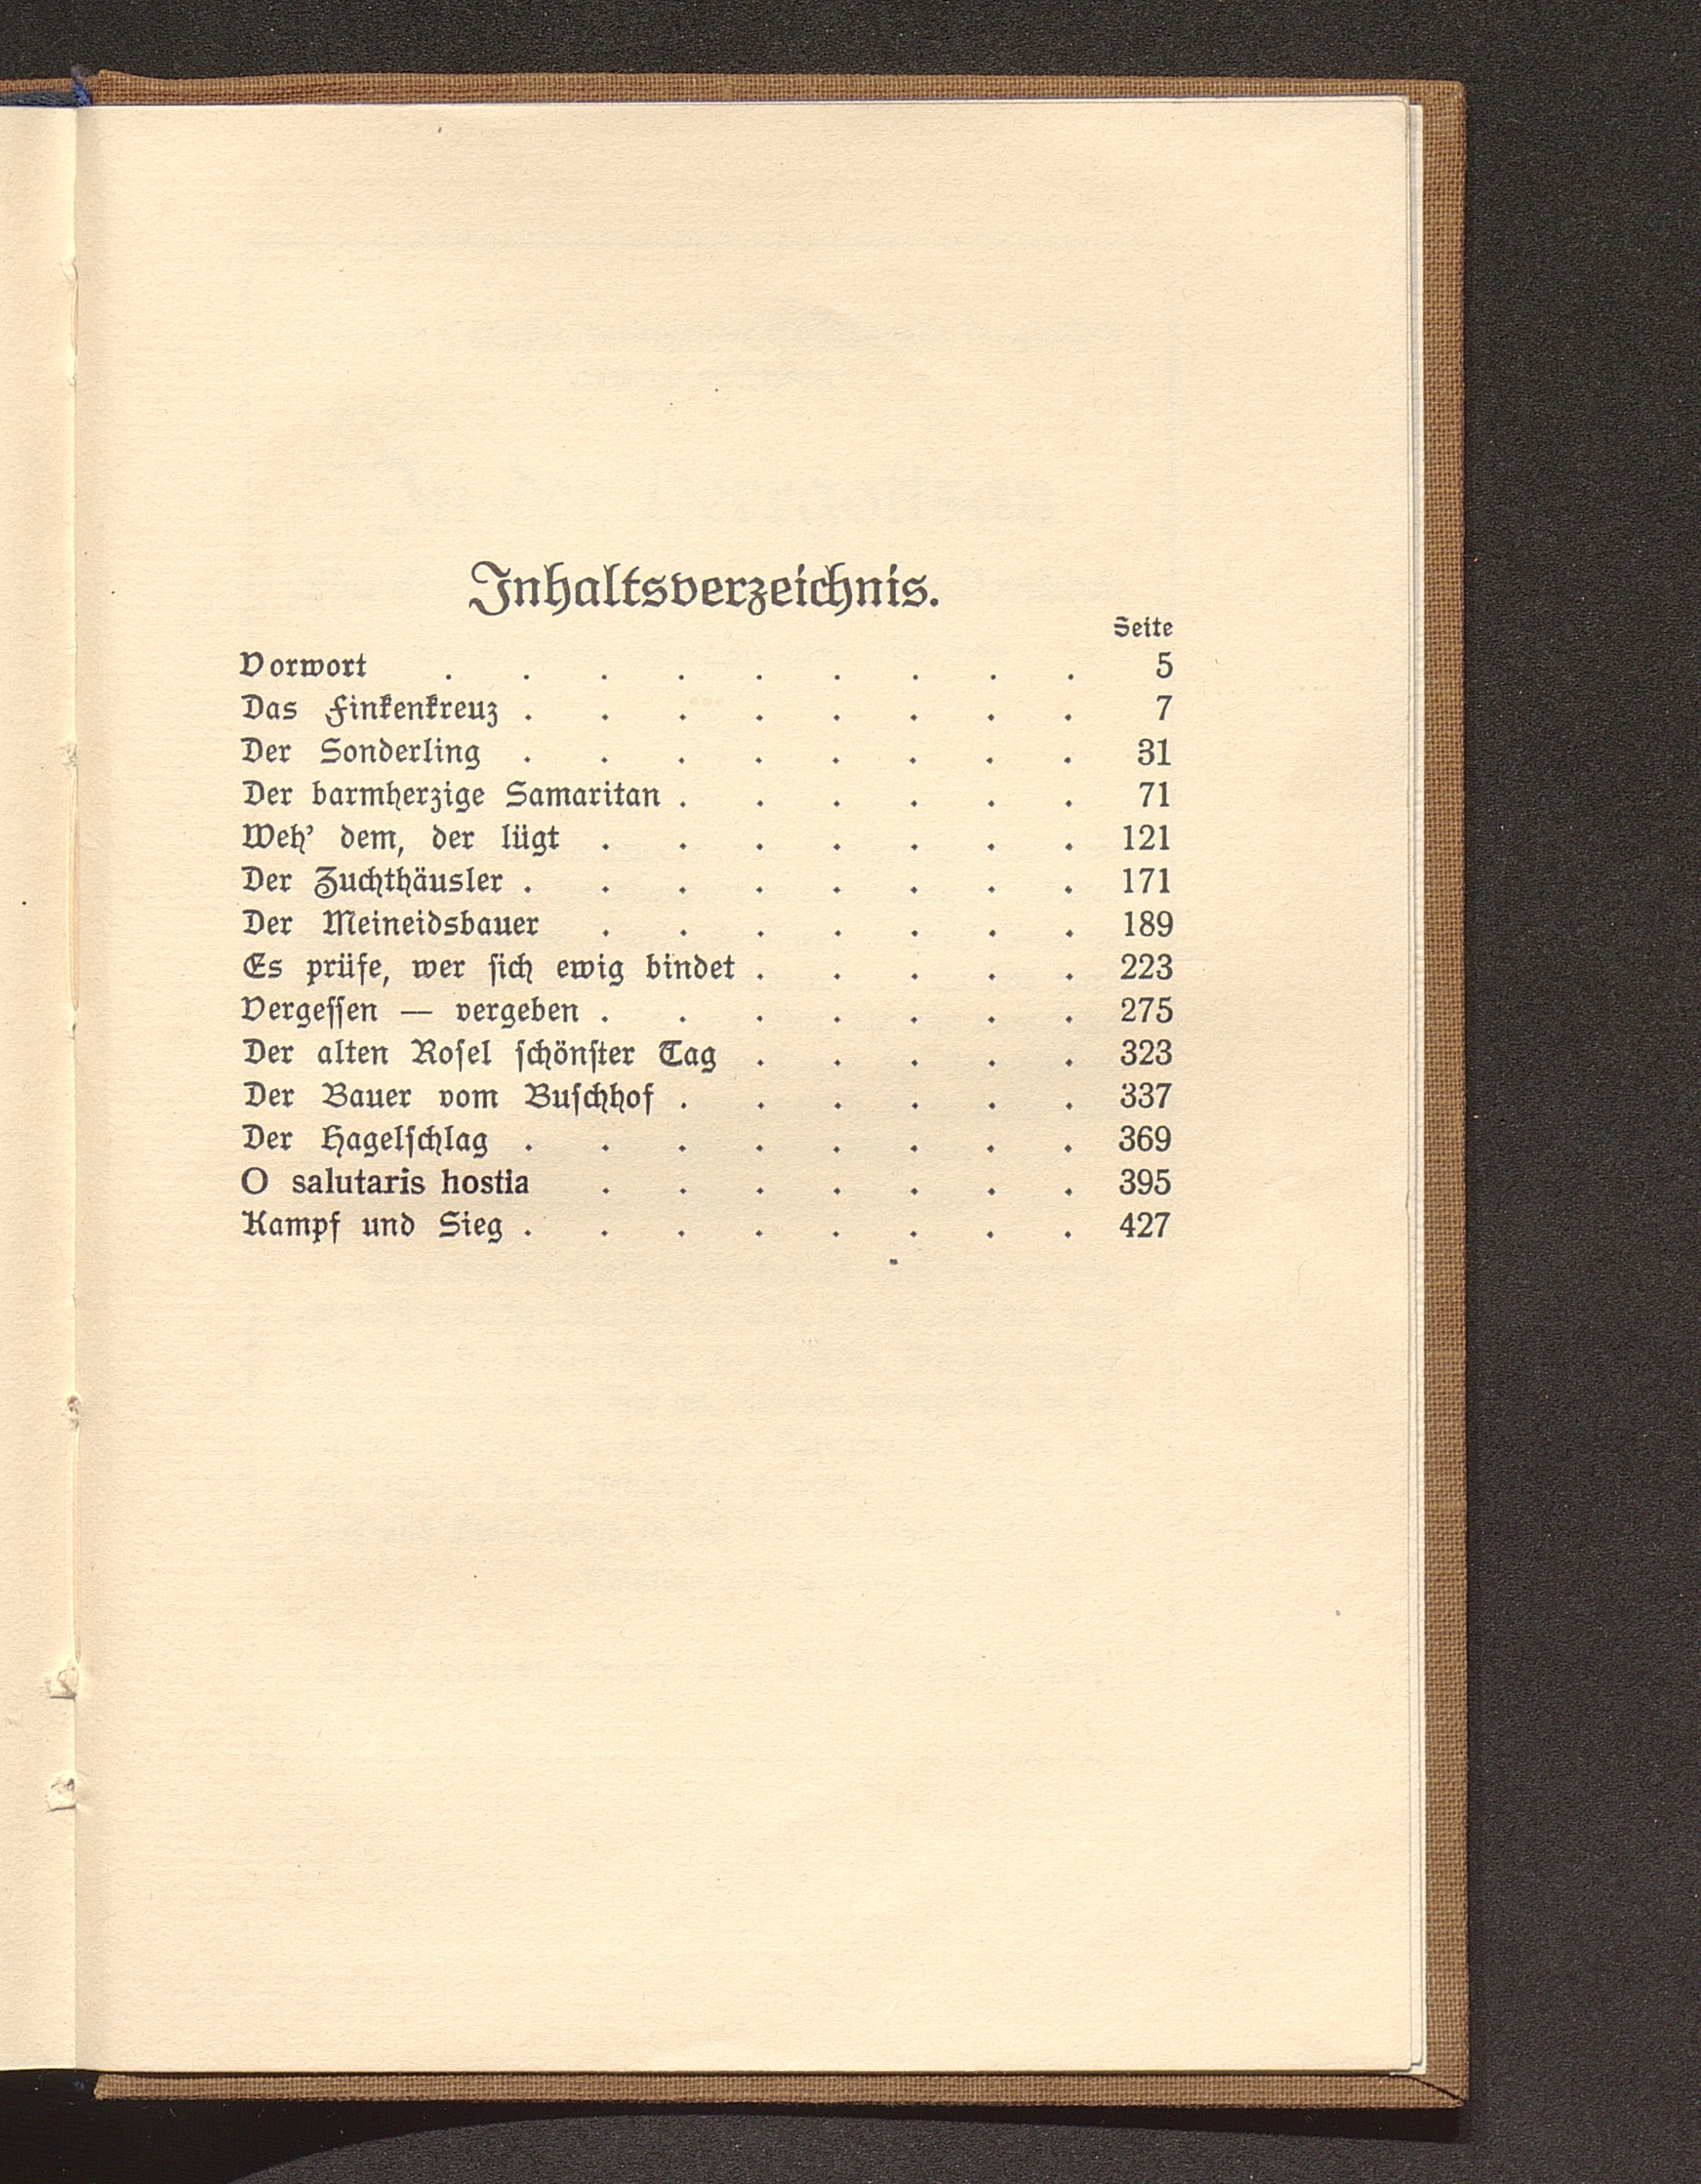 Inhaltsverzeichnis.
Seite
Vorwort . . . . . . . . . 5
Das Finkenkreuz . . . . . . . . 7
Der Sonderling . . . . . . . . 31
Der barmherzige Samaritan . . . . . . 71
Weh’ dem, der lügt . . . . . . . 121
Der Zuchthäusler . . . . . . . . 171
Der Meineidsbauer . . . . . . . 189
Es prüfe, wer ſich ewig bindet . . . . . 223
Vergeſſen — vergeben . . . . . . . 275
Der alten Roſel ſchönſter Tag . . . . . 323
Der Bauer vom Buſchhof . . . . . . 337
Der Hagelſchlag . . . . . . . . 369
O salutaris hostia . . . . . . . 395
Kampf und Sieg . . . . . . . . 427